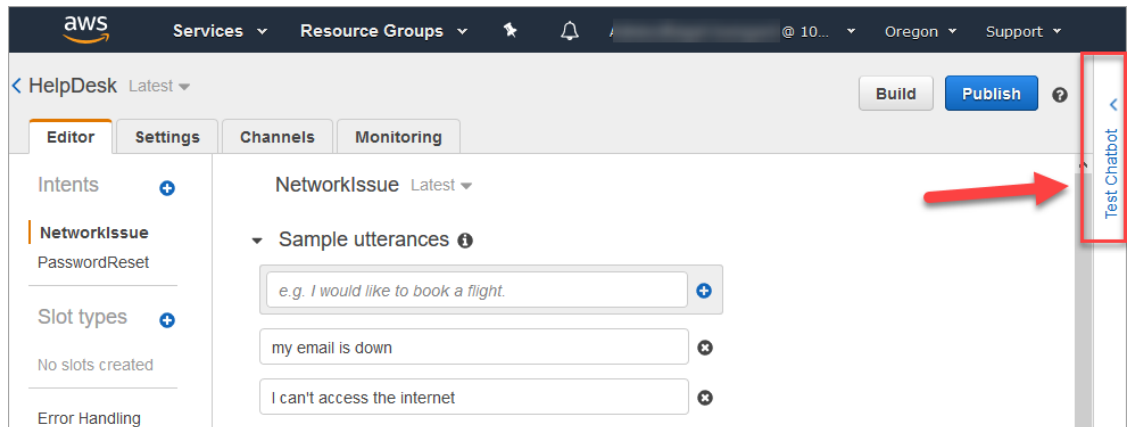 aws Services Resource Groups @ 10... Oregon Support
HelpDesk Latest
Build Publish
Test Chatbot
Editor Settings Channels Monitoring
Intents
NetworkIssue
PasswordReset
Slot types
No slots created
Error Handling
NetworkIssue Latest
Sample utterances
e.g. I would like to book a flight.
my email is down
I can't access the internet